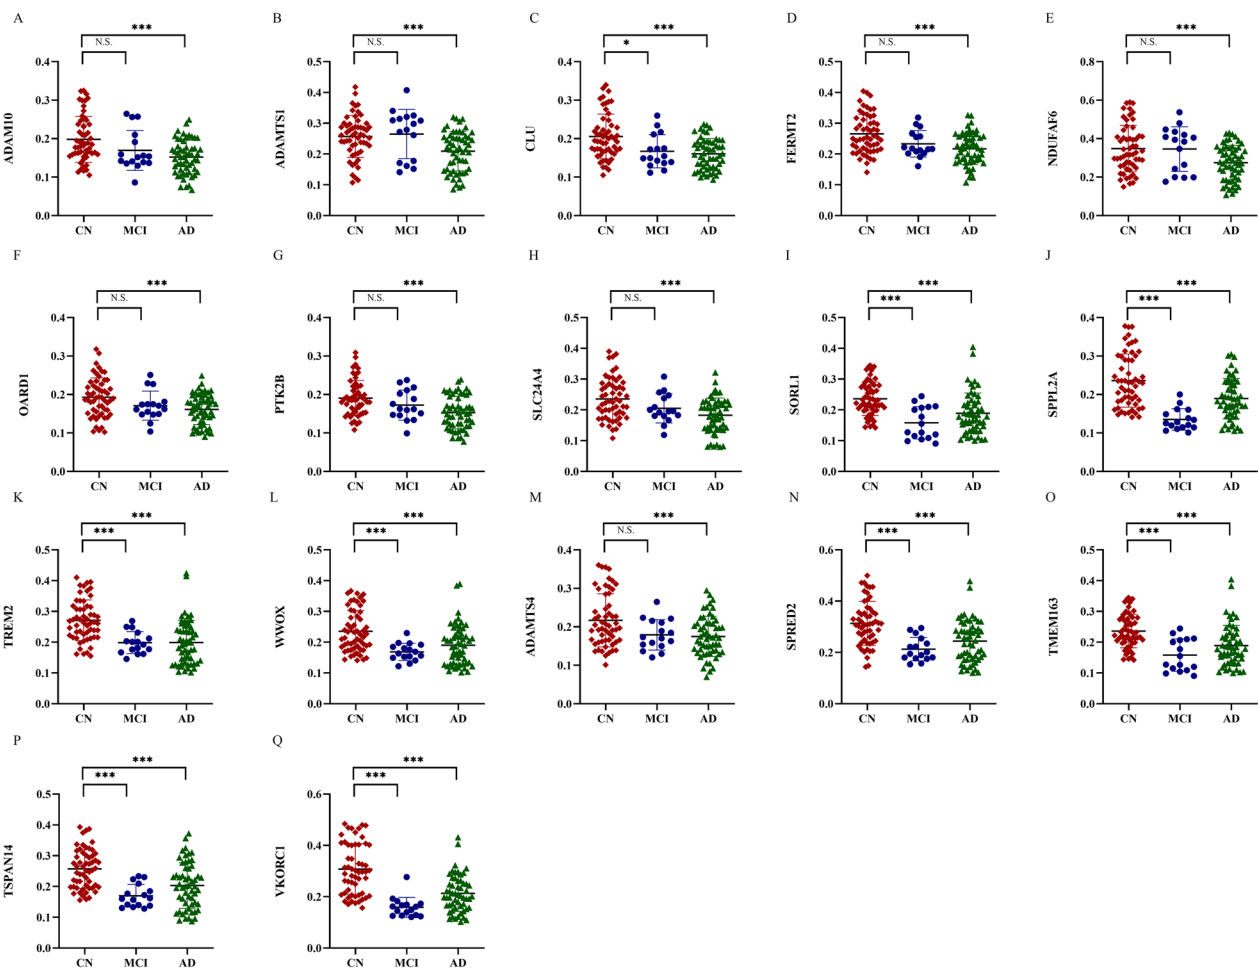 A B C D E
*** *** *** *** ***
N.S. N.S. * N.S. N.S.
ADAM10
0.4
0.3
0.2
0.1
0.0
CN MCI AD
ADAMTS1
0.5
0.4
0.3
0.2
0.1
0.0
CN MCI AD
CLU
0.4
0.3
0.2
0.1
0.0
CN MCI AD
FERMT2
0.5
0.4
0.3
0.2
0.1
0.0
CN MCI AD
NDUFAF6
0.8
0.6
0.4
0.2
0.0
CN MCI AD
F G H I J
*** *** *** *** ***
N.S. N.S. N.S. *** ***
OARD1
0.4
0.3
0.2
0.1
0.0
CN MCI AD
PTK2B
0.4
0.3
0.2
0.1
0.0
CN MCI AD
SLC24A4
0.5
0.4
0.3
0.2
0.1
0.0
CN MCI AD
SORL1
0.5
0.4
0.3
0.2
0.1
0.0
CN MCI AD
SPPL2A
0.4
0.3
0.2
0.1
0.0
CN MCI AD
K L M N O
*** *** *** *** ***
*** *** N.S. *** ***
TREM2
0.5
0.4
0.3
0.2
0.1
0.0
CN MCI AD
WWOX
0.5
0.4
0.3
0.2
0.1
0.0
CN MCI AD
ADAMTS4
0.4
0.3
0.2
0.1
0.0
CN MCI AD
SPRED2
0.6
0.4
0.2
0.0
CN MCI AD
TMEM163
0.5
0.4
0.3
0.2
0.1
0.0
CN MCI AD
P Q
*** ***
*** ***
TSPAN14
0.5
0.4
0.3
0.2
0.1
0.0
CN MCI AD
VKORC1
0.6
0.4
0.2
0.0
CN MCI AD